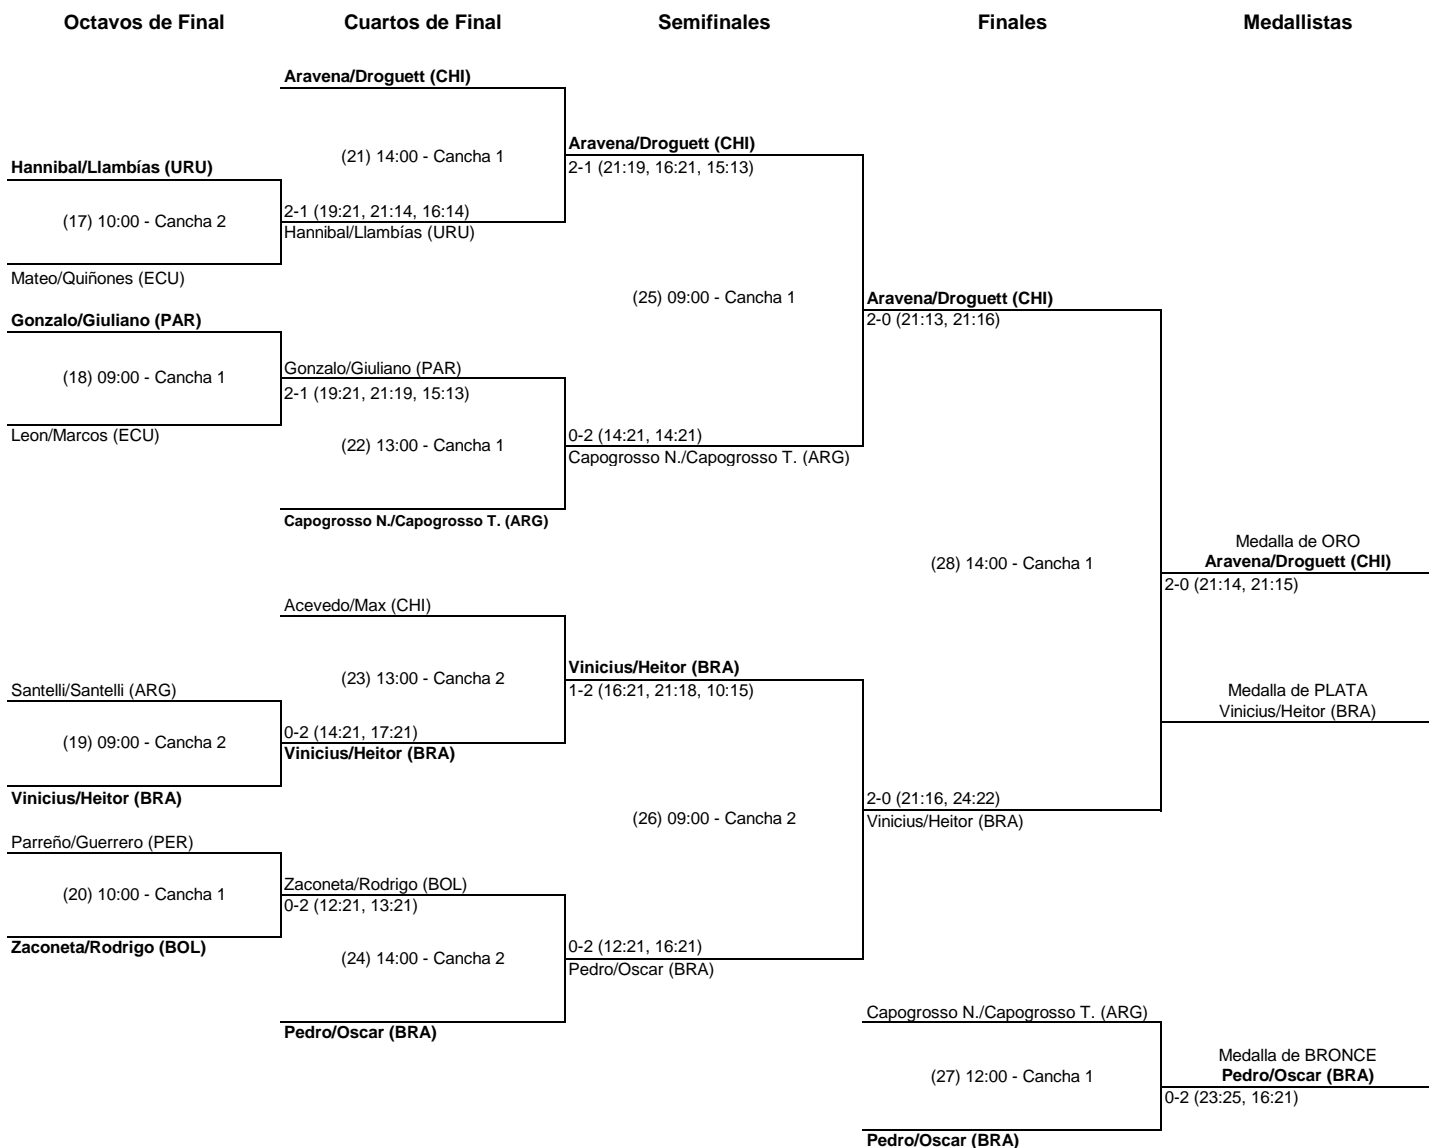 Octavos de Final
Cuartos de Final
Semifinales
Finales
Medallistas
Aravena/Droguett (CHI)
(21) 14:00 - Cancha 1
Aravena/Droguett (CHI)
2-1 (21:19, 16:21, 15:13)
Hannibal/Llambías (URU)
(17) 10:00 - Cancha 2
2-1 (19:21, 21:14, 16:14)
Hannibal/Llambías (URU)
Mateo/Quiñones (ECU)
(25) 09:00 - Cancha 1
Aravena/Droguett (CHI)
2-0 (21:13, 21:16)
Gonzalo/Giuliano (PAR)
(18) 09:00 - Cancha 1
Gonzalo/Giuliano (PAR)
2-1 (19:21, 21:19, 15:13)
Leon/Marcos (ECU)
(22) 13:00 - Cancha 1
0-2 (14:21, 14:21)
Capogrosso N./Capogrosso T. (ARG)
Capogrosso N./Capogrosso T. (ARG)
(28) 14:00 - Cancha 1
Medalla de ORO
Aravena/Droguett (CHI)
2-0 (21:14, 21:15)
Acevedo/Max (CHI)
(23) 13:00 - Cancha 2
Vinicius/Heitor (BRA)
1-2 (16:21, 21:18, 10:15)
Santelli/Santelli (ARG)
Medalla de PLATA
Vinicius/Heitor (BRA)
(19) 09:00 - Cancha 2
0-2 (14:21, 17:21)
Vinicius/Heitor (BRA)
Vinicius/Heitor (BRA)
(26) 09:00 - Cancha 2
2-0 (21:16, 24:22)
Vinicius/Heitor (BRA)
Parreño/Guerrero (PER)
(20) 10:00 - Cancha 1
Zaconeta/Rodrigo (BOL)
0-2 (12:21, 13:21)
Zaconeta/Rodrigo (BOL)
(24) 14:00 - Cancha 2
0-2 (12:21, 16:21)
Pedro/Oscar (BRA)
Pedro/Oscar (BRA)
Capogrosso N./Capogrosso T. (ARG)
(27) 12:00 - Cancha 1
Medalla de BRONCE
Pedro/Oscar (BRA)
0-2 (23:25, 16:21)
Pedro/Oscar (BRA)